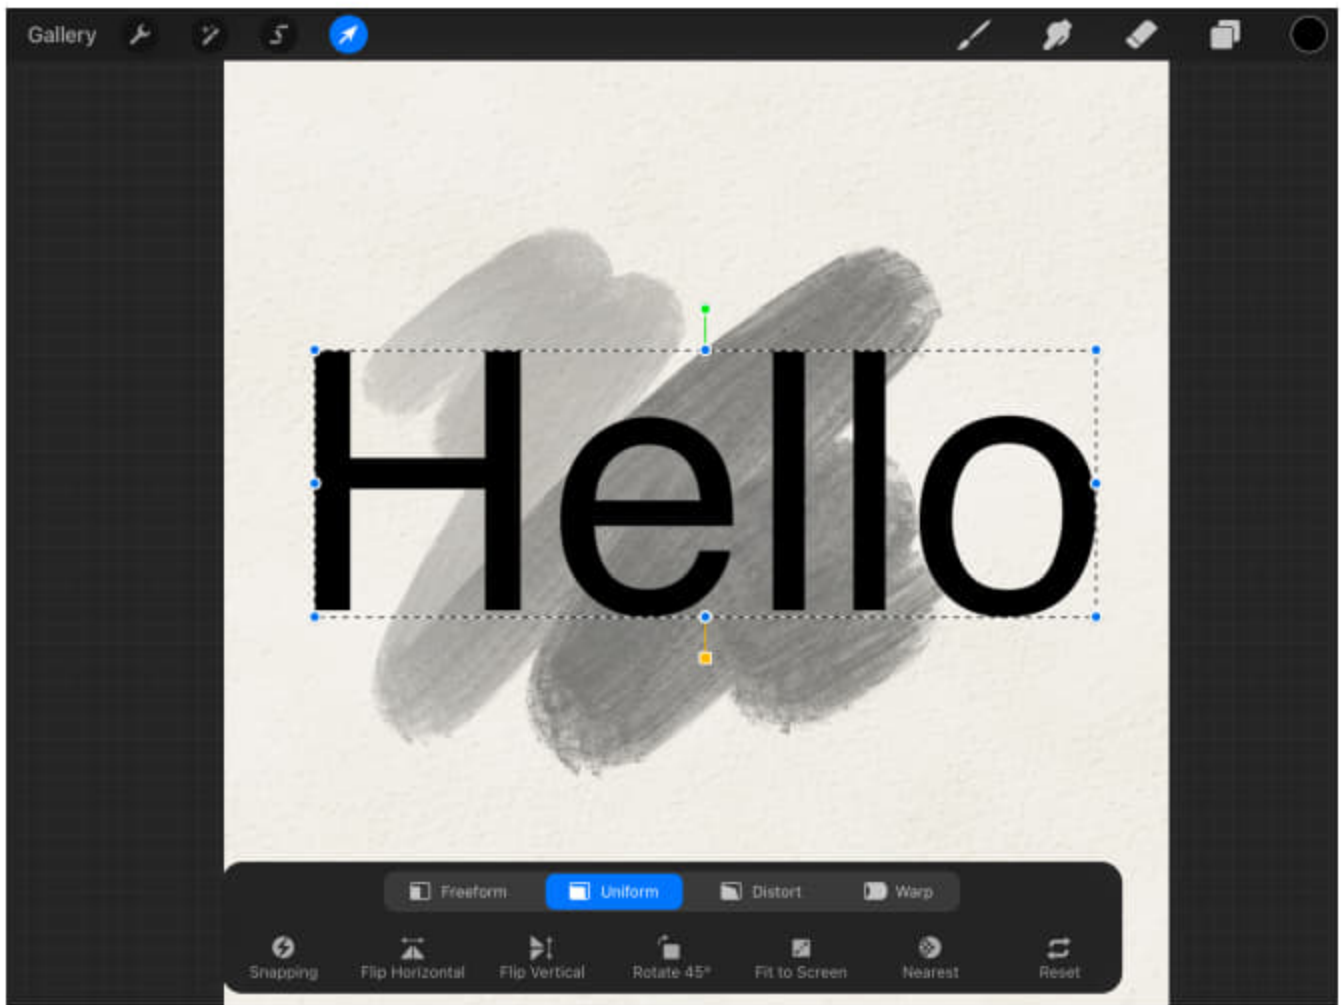 Gallery
Hello
Freeform Uniform Distort Warp
Snapping Flip Horizontal Flip Vertical Rotate 45° Fit to Screen Nearest Reset